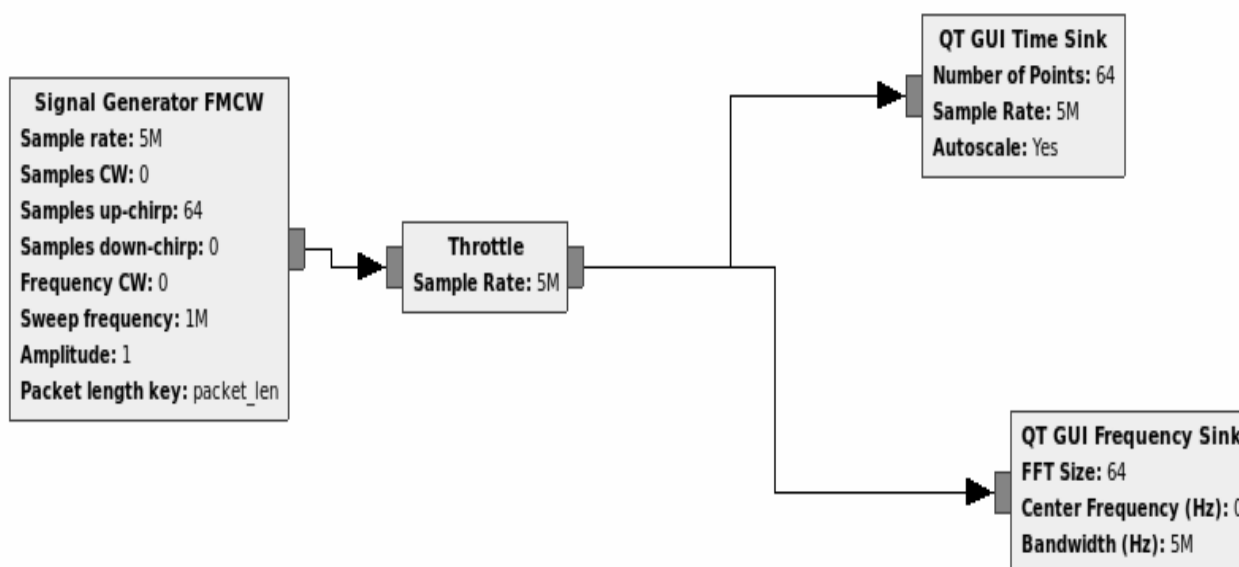 Signal Generator FMCW
Sample rate: 5M
Samples CW: 0
Samples up-chirp: 64
Samples down-chirp: 0
Frequency CW: 0
Sweep frequency: 1M
Amplitude: 1
Packet length key: packet_len
Throttle
Sample Rate: 5M
QT GUI Time Sink
Number of Points: 64
Sample Rate: 5M
Autoscale: Yes
QT GUI Frequency Sink
FFT Size: 64
Center Frequency (Hz): 0
Bandwidth (Hz): 5M